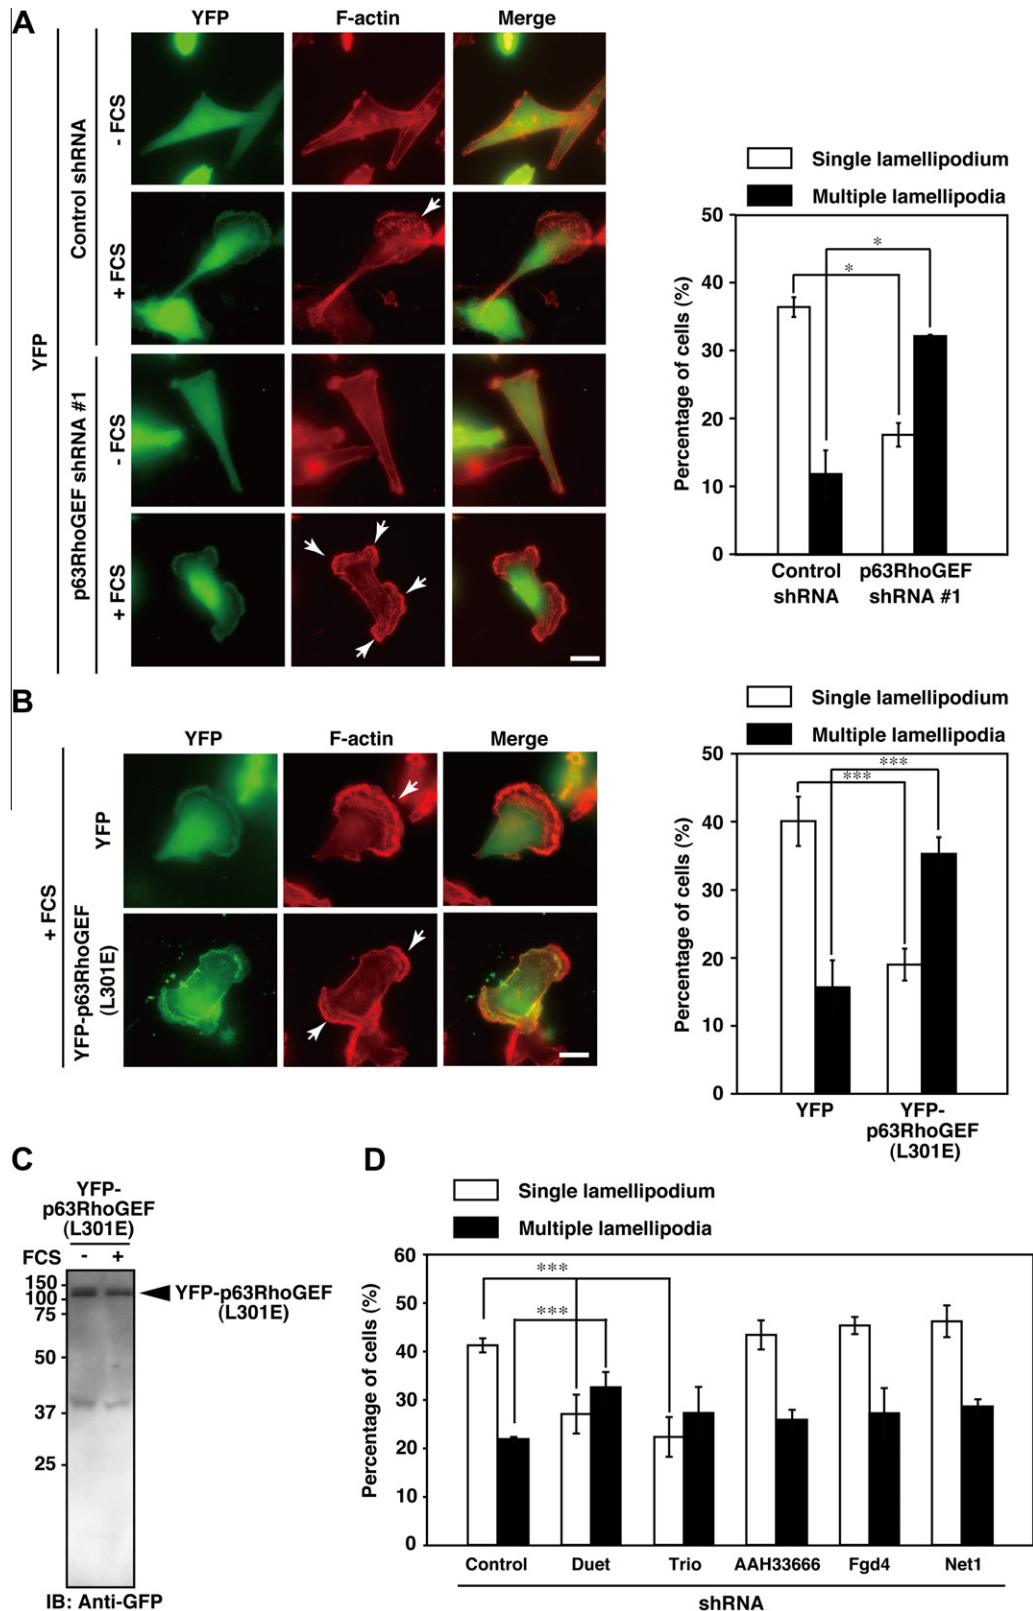 A
YFP
F-actin
Merge
YFP
Control shRNA
- FCS
+ FCS
p63RhoGEF shRNA #1
- FCS
+ FCS
Single lamellipodium
Multiple lamellipodia
Percentage of cells (%)
50
40
30
20
10
0
*
*
Control
shRNA
p63RhoGEF
shRNA #1
B
YFP
F-actin
Merge
+ FCS
YFP
YFP-p63RhoGEF
(L301E)
Single lamellipodium
Multiple lamellipodia
Percentage of cells (%)
50
40
30
20
10
0
***
***
YFP
YFP-
p63RhoGEF
(L301E)
C
YFP-
p63RhoGEF
(L301E)
FCS - +
150
100
75
50
37
25
YFP-p63RhoGEF
(L301E)
IB: Anti-GFP
D
Single lamellipodium
Multiple lamellipodia
Percentage of cells (%)
60
50
40
30
20
10
0
***
***
Control Duet Trio AAH33666 Fgd4 Net1
shRNA